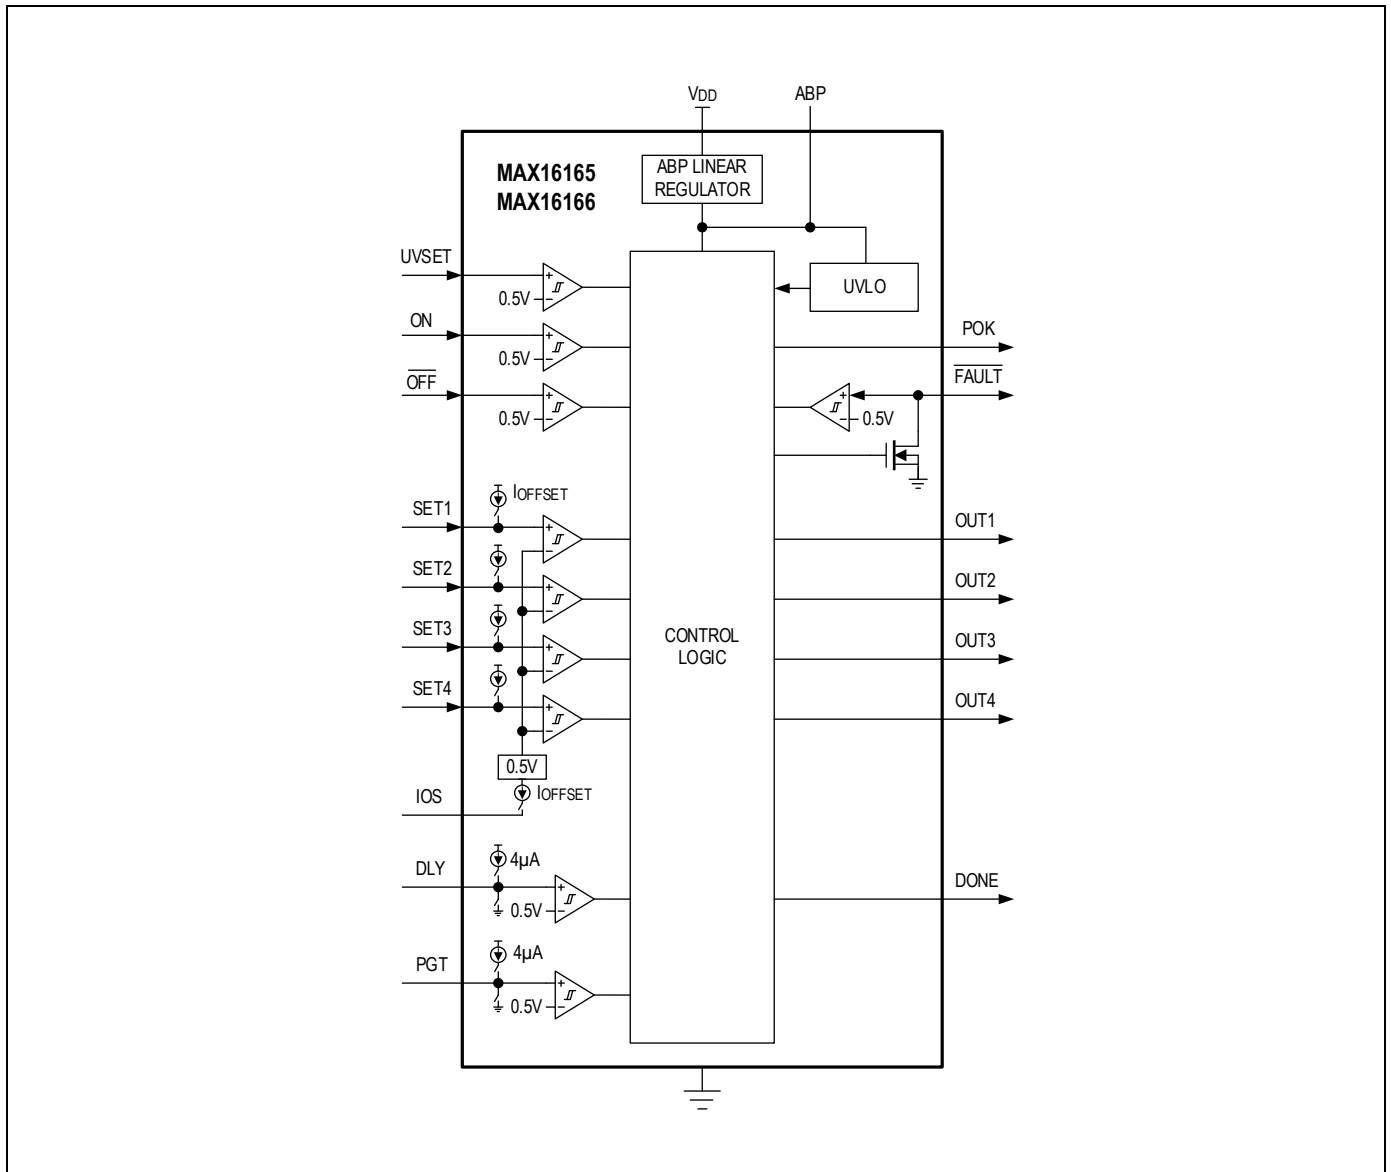 VDD
ABP
MAX16165
MAX16166
ABP LINEAR
REGULATOR
UVSET
+
0.5V
−
UVLO
ON
+
0.5V
−
POK
OFF
+
0.5V
−
FAULT
+
−
0.5V
SET1
IOFFSET
+
−
OUT1
SET2
+
−
OUT2
SET3
+
−
OUT3
CONTROL
LOGIC
SET4
+
−
OUT4
0.5V
IOS
IOFFSET
DLY
4µA
+
0.5V
−
DONE
PGT
4µA
+
0.5V
−